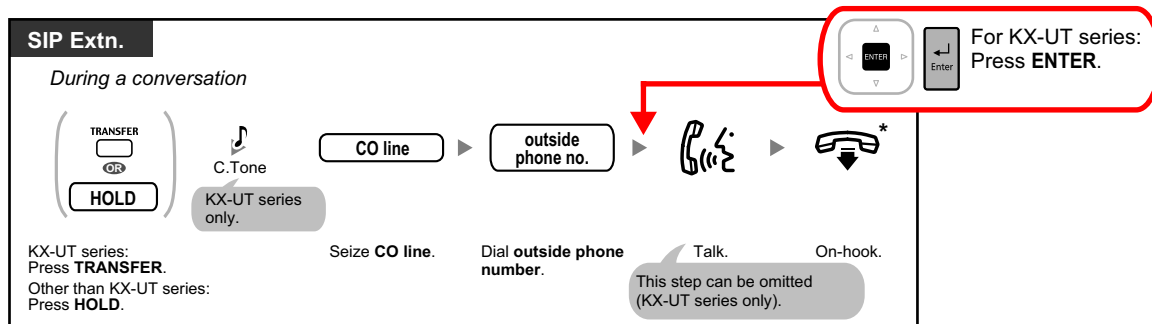 SIP Extn.
For KX-UT series:
Press ENTER.
ENTER
Enter
During a conversation
TRANSFER
OR
HOLD
C.Tone
KX-UT series
only.
CO line
outside
phone no.
*
KX-UT series:
Press TRANSFER.
Other than KX-UT series:
Press HOLD.
Seize CO line.
Dial outside phone
number.
Talk.
On-hook.
This step can be omitted
(KX-UT series only).